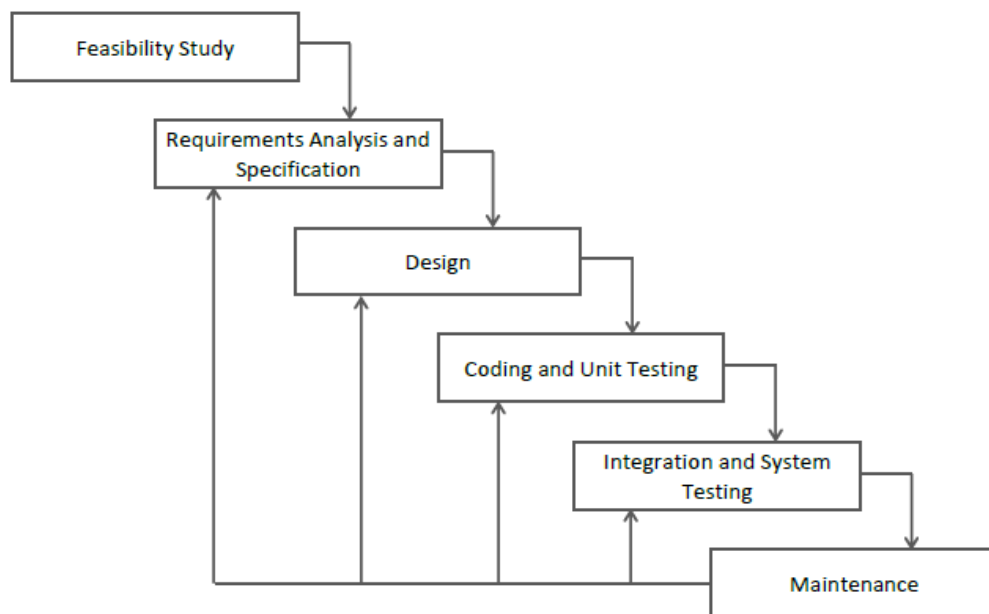 Feasibility Study
Requirements Analysis and
Specification
Design
Coding and Unit Testing
Integration and System
Testing
Maintenance